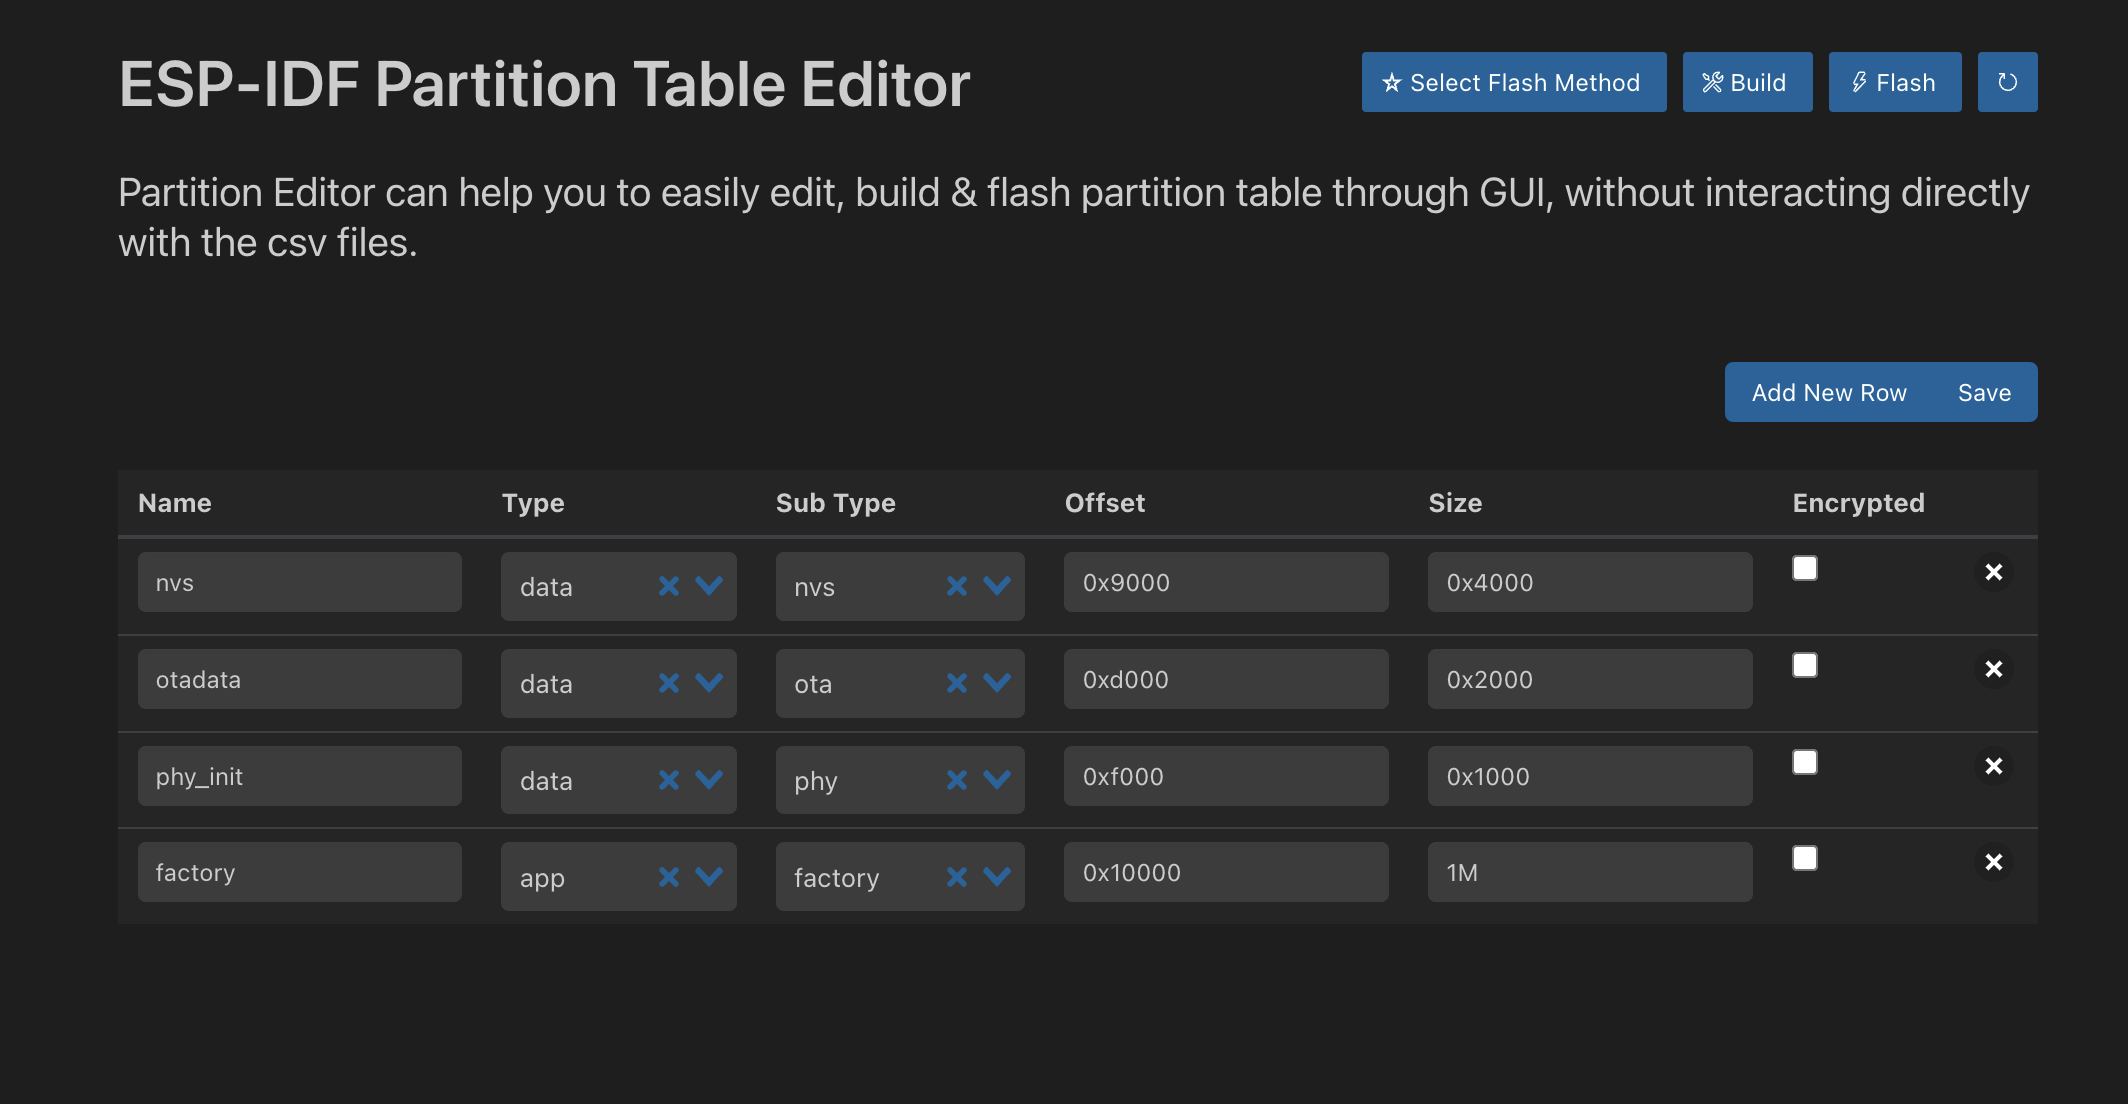 ESP-IDF Partition Table Editor
Select Flash Method
Build
Flash
Partition Editor can help you to easily edit, build & flash partition table through GUI, without interacting directly
with the csv files.
Add New Row Save
Name Type Sub Type Offset Size Encrypted
nvs data nvs 0x9000 0x4000
otadata data ota 0xd000 0x2000
phy_init data phy 0xf000 0x1000
factory app factory 0x10000 1M